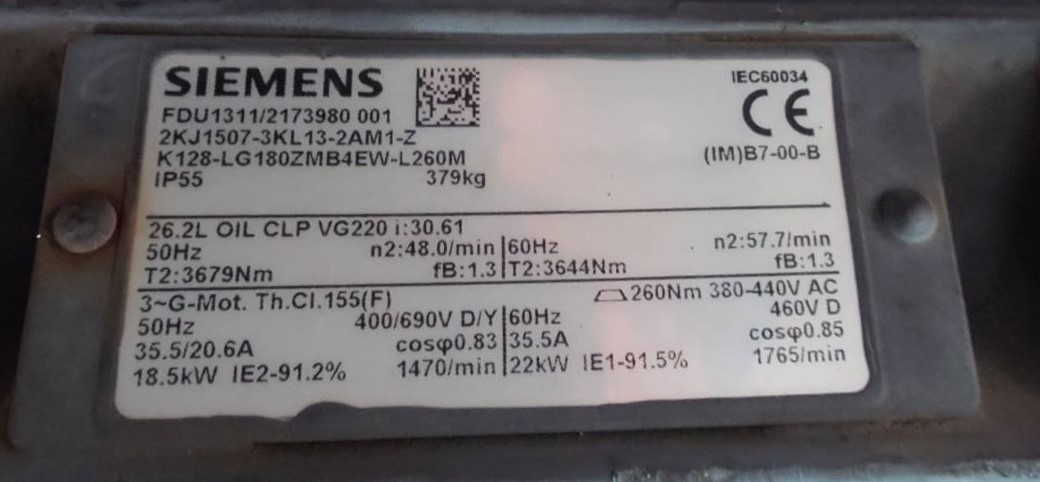 SIEMENS
IEC60034
FDU1311/2173980 001
CE
2KJ1507-3KL13-2AM1-Z
K128-LG180ZMB4EW-L260M
(IM)B7-00-B
IP55 379kg
26.2L OIL CLP VG220 i:30.61
50Hz n2:48.0/min 60Hz n2:57.7/min
T2:3679Nm fB:1.3 T2:3644Nm fB:1.3
3~G-Mot. Th.Cl.155(F) 260Nm 380-440V AC
50Hz 400/690V D/Y 60Hz 460V D
35.5/20.6A cosφ0.83 35.5A cosφ0.85
18.5kW IE2-91.2% 1470/min 22kW IE1-91.5% 1765/min